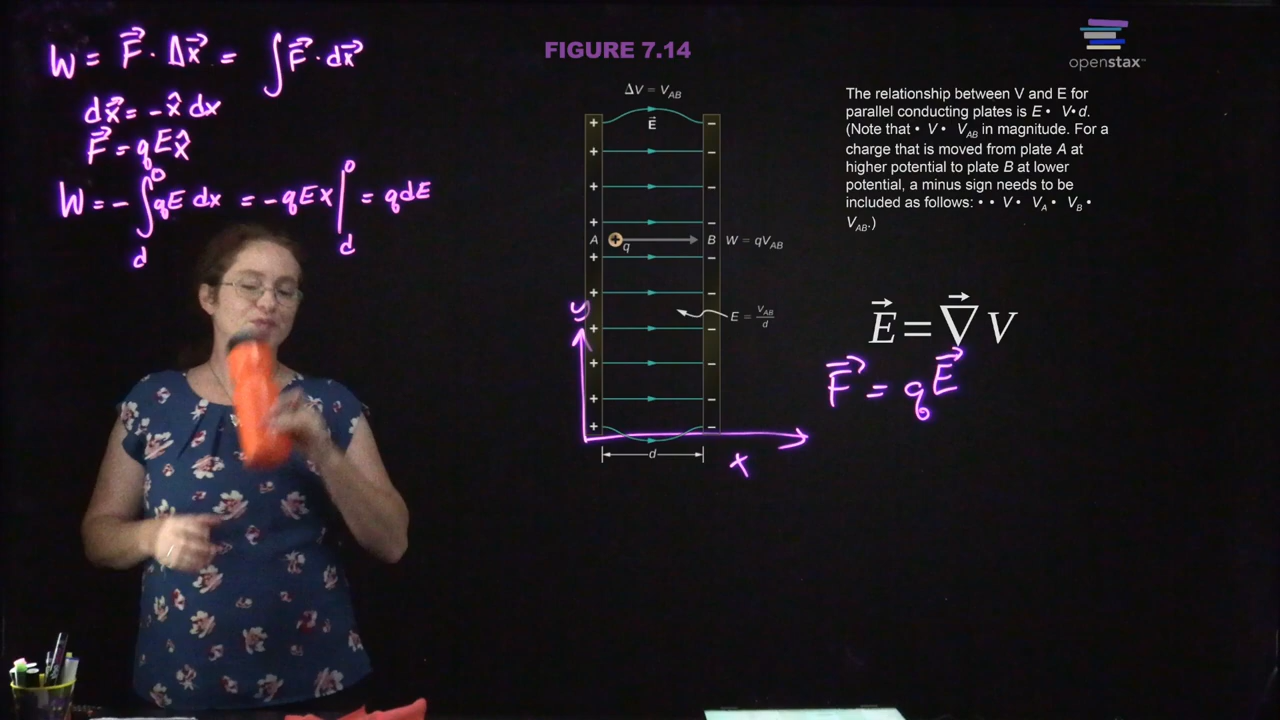 W = F⃗ · Δx⃗ = ∫ F⃗ · dx⃗
dx⃗ = -x̂ dx
F⃗ = qEx̂
W = - ∫_d^0 qE dx = -qEx |_d^0 = qdE
FIGURE 7.14
openstax™
ΔV = V_AB
E⃗
A q B W = qV_AB
y
E = V_AB/d
d
x
The relationship between V and E for
parallel conducting plates is E • V•d.
(Note that • V • V_AB in magnitude. For a
charge that is moved from plate A at
higher potential to plate B at lower
potential, a minus sign needs to be
included as follows: • • V • V_A • V_B •
V_AB.)
E⃗ = ∇⃗ V
F⃗ = qE⃗